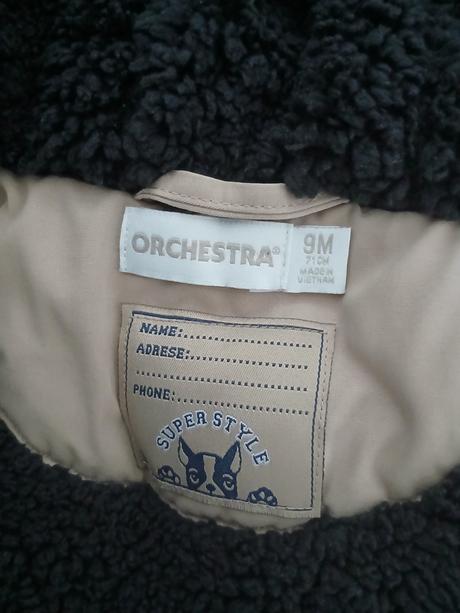 ORCHESTRA®
9M
71CM
MADE IN
VIETNAM
NAME:
ADRESE:
PHONE:
SUPER STYLE